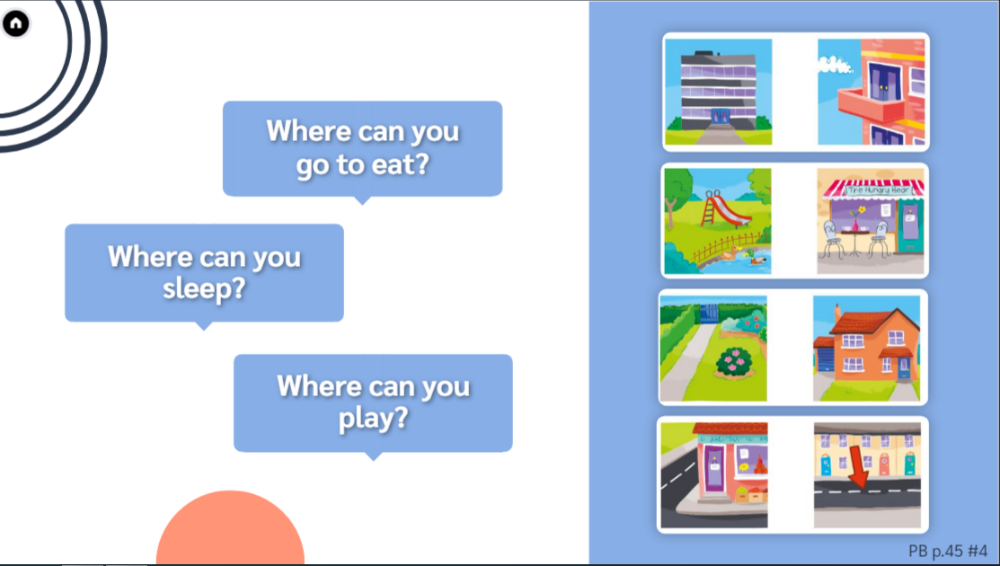 Where can you
go to eat?
Where can you
sleep?
Where can you
play?
The Hungry Bear
PB p.45 #4